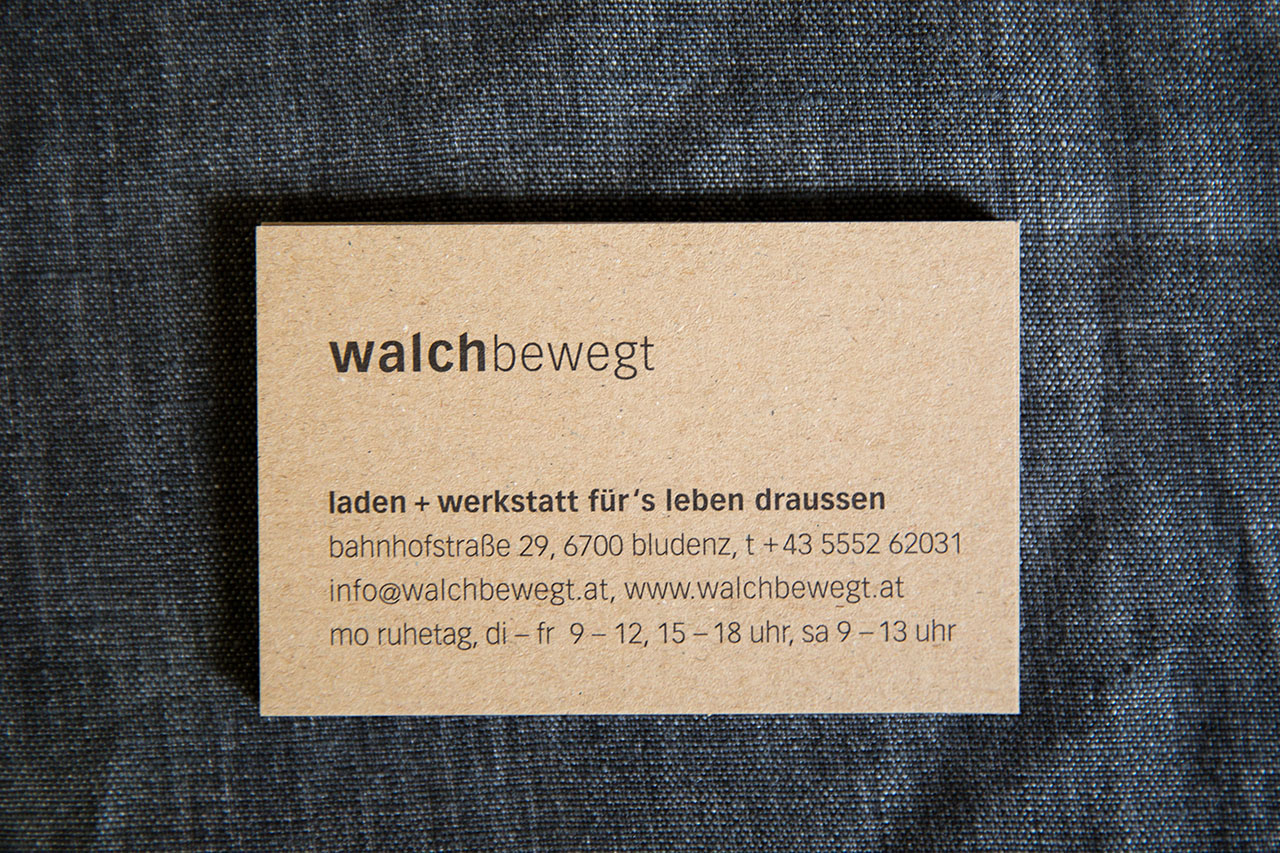 walchbewegt
laden + werkstatt für‘s leben draussen
bahnhofstraße 29, 6700 bludenz, t +43 5552 62031
info@walchbewegt.at, www.walchbewegt.at
mo ruhetag, di – fr  9 – 12, 15 – 18 uhr, sa 9 – 13 uhr